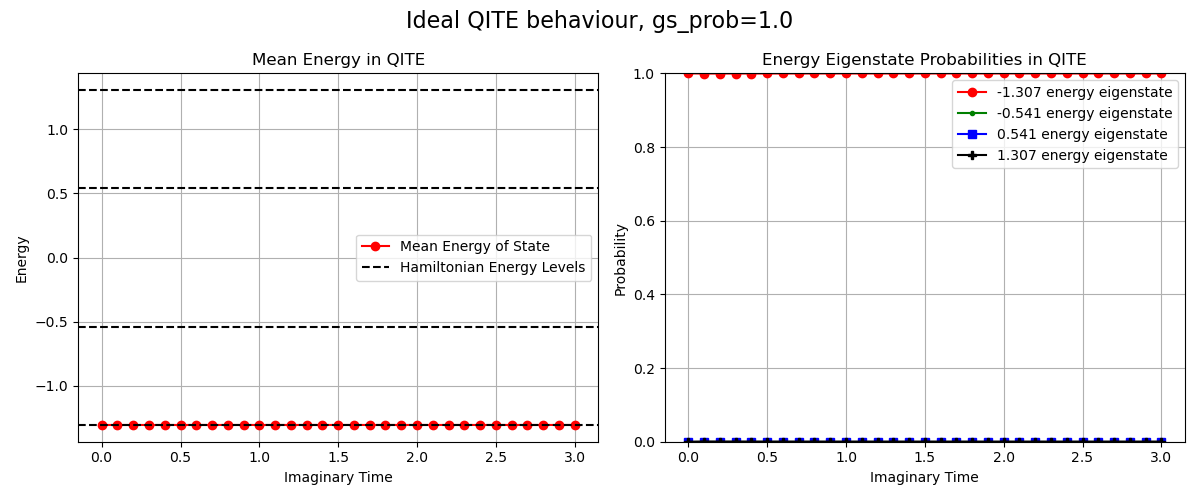 Ideal QITE behaviour, gs_prob=1.0
Mean Energy in QITE
Energy
1.0
0.5
0.0
−0.5
−1.0
Mean Energy of State
Hamiltonian Energy Levels
0.0 0.5 1.0 1.5 2.0 2.5 3.0
Imaginary Time
Energy Eigenstate Probabilities in QITE
Probability
1.0
0.8
0.6
0.4
0.2
0.0
-1.307 energy eigenstate
-0.541 energy eigenstate
0.541 energy eigenstate
1.307 energy eigenstate
0.0 0.5 1.0 1.5 2.0 2.5 3.0
Imaginary Time